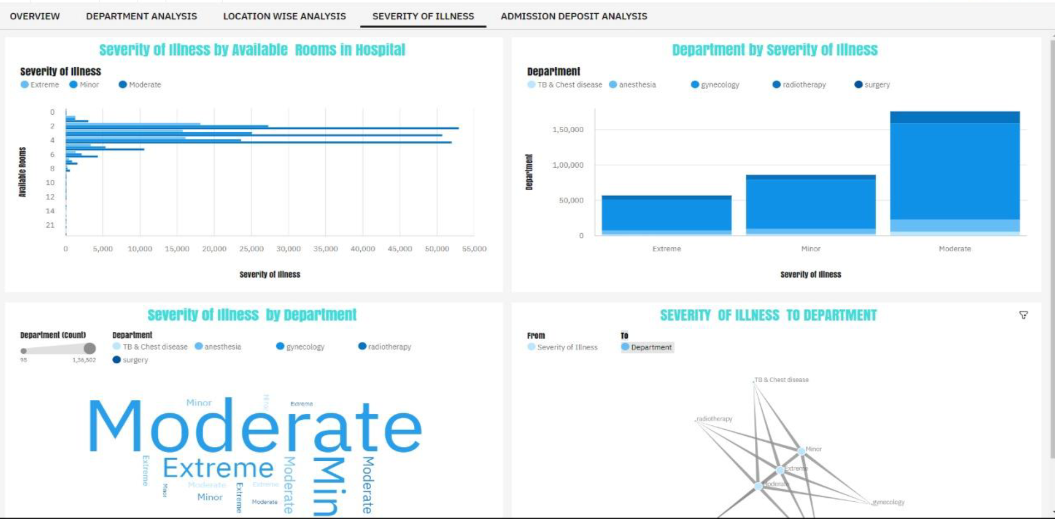 OVERVIEW DEPARTMENT ANALYSIS LOCATION WISE ANALYSIS SEVERITY OF ILLNESS ADMISSION DEPOSIT ANALYSIS
Severity of Illness by Available Rooms in Hospital
Severity of Illness
Extreme Minor Moderate
Available Rooms
0
2
4
6
8
10
12
14
21
0 5,000 10,000 15,000 20,000 25,000 30,000 35,000 40,000 45,000 50,000 55,000
Severity of Illness
Department by Severity of Illness
Department
TB & Chest disease anesthesia gynecology radiotherapy surgery
Department
1,50,000
1,00,000
50,000
0
Extreme Minor Moderate
Severity of Illness
Severity of Illness by Department
Department (Count) Department
TB & Chest disease anesthesia gynecology radiotherapy
surgery
Minor
Extreme
Moderate
Extreme
Extreme
Moderate
Min
Moderate
Moderate
Extreme
Minor
Minor
Extreme
Moderate
SEVERITY OF ILLNESS TO DEPARTMENT
From To
Severity of Illness Department
TB & Chest disease
radiotherapy
Minor
Extreme
Moderate
gynecology